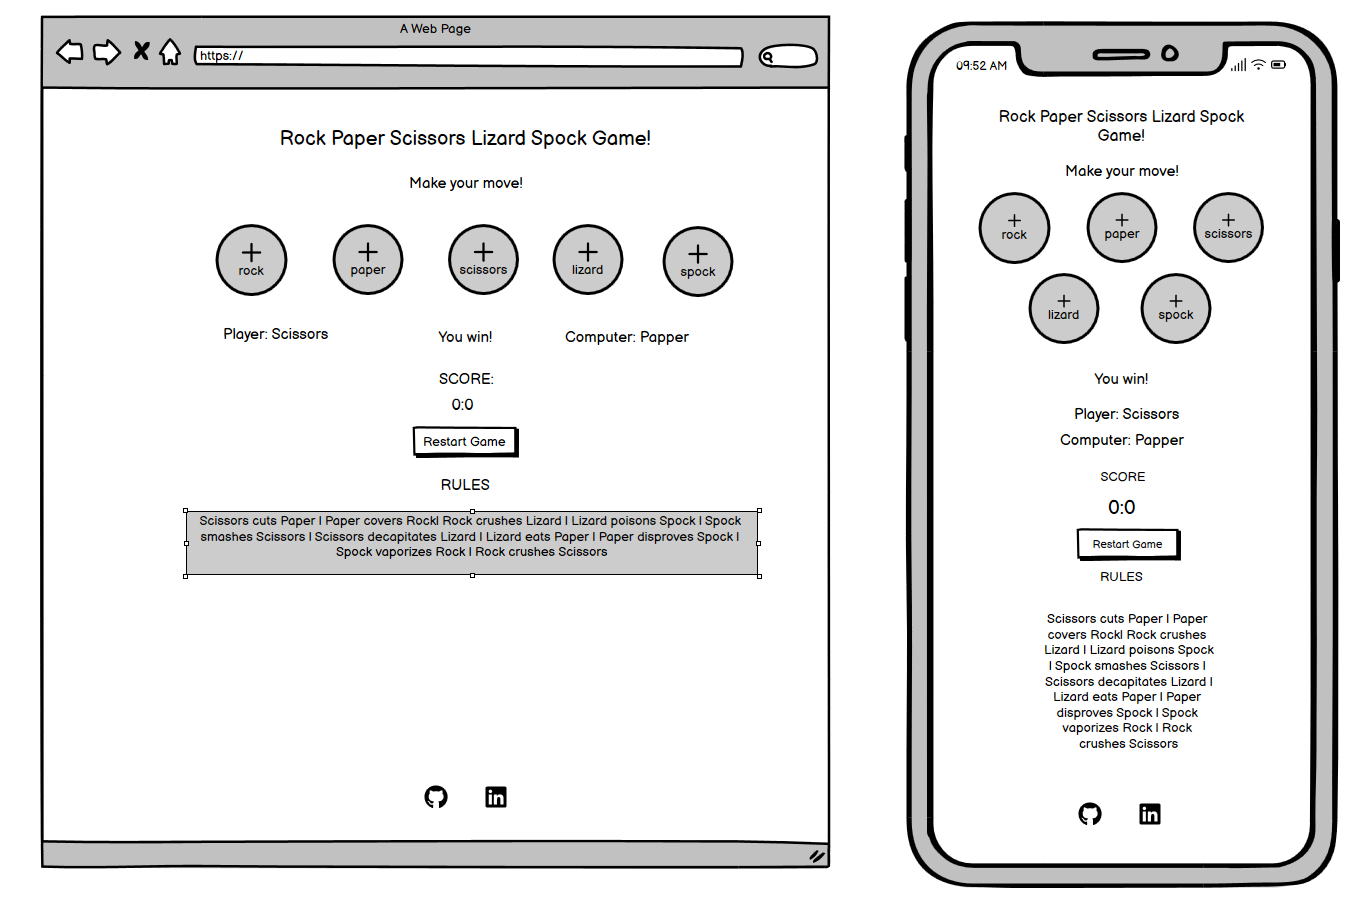 A Web Page
https://
Rock Paper Scissors Lizard Spock Game!
Make your move!
rock
paper
scissors
lizard
spock
Player: Scissors
You win!
Computer: Papper
SCORE:
0:0
Restart Game
RULES
Scissors cuts Paper | Paper covers Rock| Rock crushes Lizard | Lizard poisons Spock | Spock
smashes Scissors | Scissors decapitates Lizard | Lizard eats Paper | Paper disproves Spock |
Spock vaporizes Rock | Rock crushes Scissors
in
09:52 AM
Rock Paper Scissors Lizard Spock
Game!
Make your move!
rock
paper
scissors
lizard
spock
You win!
Player: Scissors
Computer: Papper
SCORE
0:0
Restart Game
RULES
Scissors cuts Paper | Paper
covers Rock| Rock crushes
Lizard | Lizard poisons Spock
| Spock smashes Scissors |
Scissors decapitates Lizard |
Lizard eats Paper | Paper
disproves Spock | Spock
vaporizes Rock | Rock
crushes Scissors
in